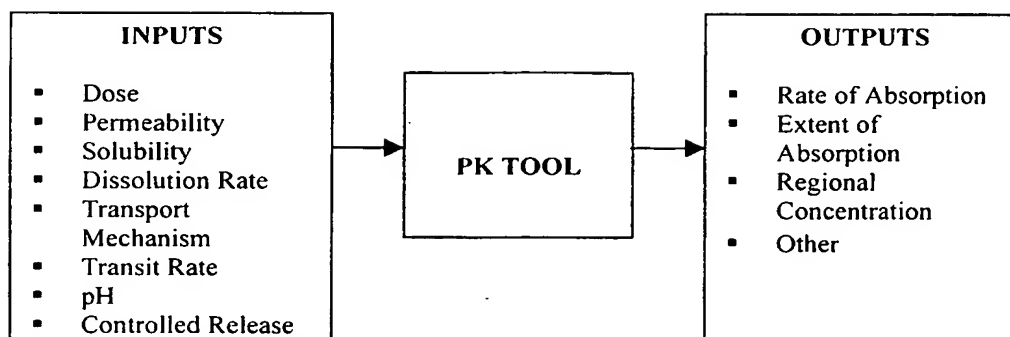 INPUTS
▪ Dose
▪ Permeability
▪ Solubility
▪ Dissolution Rate
▪ Transport
Mechanism
▪ Transit Rate
▪ pH
▪ Controlled Release
PK TOOL
OUTPUTS
▪ Rate of Absorption
▪ Extent of
Absorption
▪ Regional
Concentration
▪ Other